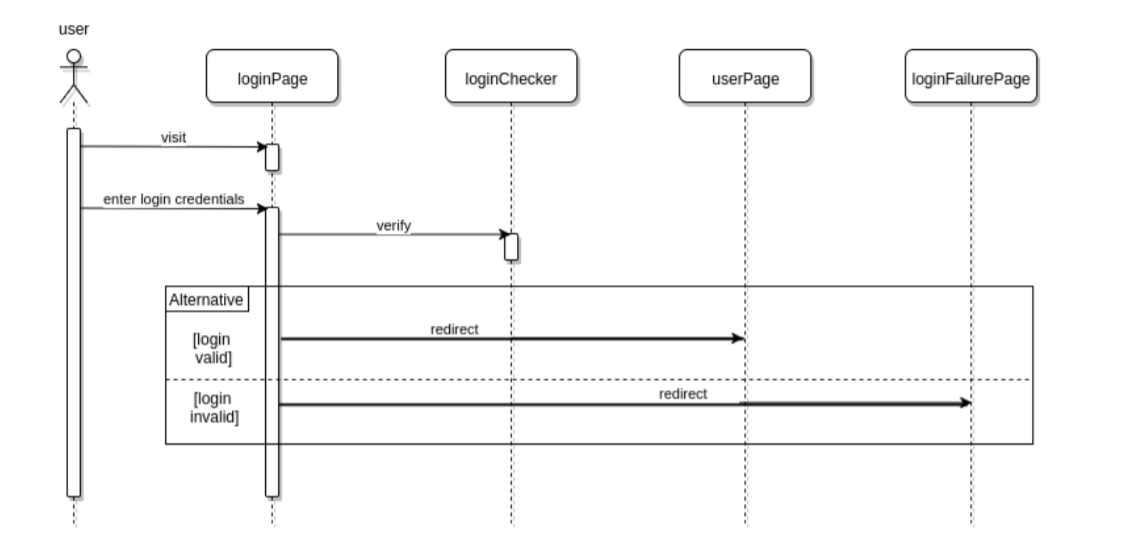 user
loginPage
loginChecker
userPage
loginFailurePage
visit
enter login credentials
verify
Alternative
redirect
[login
valid]
redirect
[login
invalid]